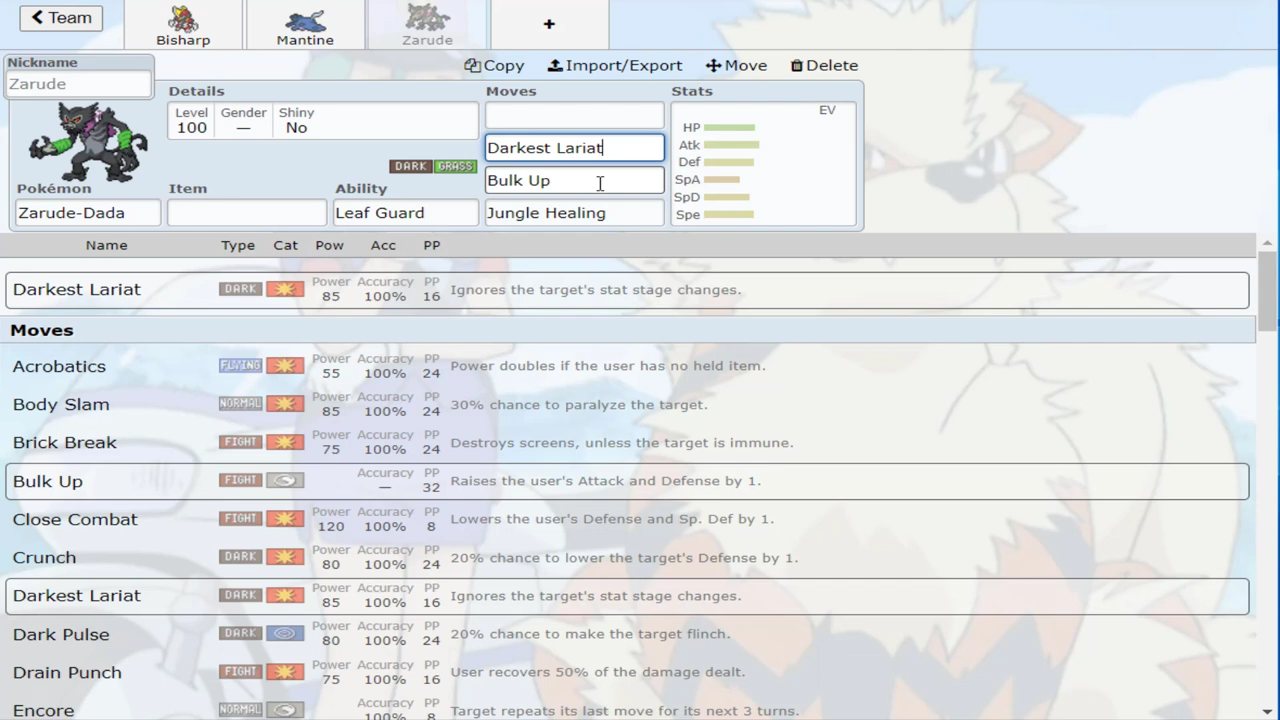 Team
Bisharp
Mantine
Zarude
+
Nickname
Zarude
Copy
Import/Export
Move
Delete
Details
Moves
Stats
Level
100
Gender
—
Shiny
No
EV
HP
Darkest Lariat
Atk
Def
DARK GRASS
Bulk Up
SpA
Pokémon
Item
Ability
SpD
Zarude-Dada
Leaf Guard
Jungle Healing
Spe
Name Type Cat Pow Acc PP
Darkest Lariat DARK Power 85 Accuracy 100% PP 16 Ignores the target's stat stage changes.
Moves
Acrobatics FLYING Power 55 Accuracy 100% PP 24 Power doubles if the user has no held item.
Body Slam NORMAL Power 85 Accuracy 100% PP 24 30% chance to paralyze the target.
Brick Break FIGHT Power 75 Accuracy 100% PP 24 Destroys screens, unless the target is immune.
Bulk Up FIGHT Accuracy — PP 32 Raises the user's Attack and Defense by 1.
Close Combat FIGHT Power 120 Accuracy 100% PP 8 Lowers the user's Defense and Sp. Def by 1.
Crunch DARK Power 80 Accuracy 100% PP 24 20% chance to lower the target's Defense by 1.
Darkest Lariat DARK Power 85 Accuracy 100% PP 16 Ignores the target's stat stage changes.
Dark Pulse DARK Power 80 Accuracy 100% PP 24 20% chance to make the target flinch.
Drain Punch FIGHT Power 75 Accuracy 100% PP 16 User recovers 50% of the damage dealt.
Encore NORMAL Accuracy 100% PP 8 Target repeats its last move for its next 3 turns.